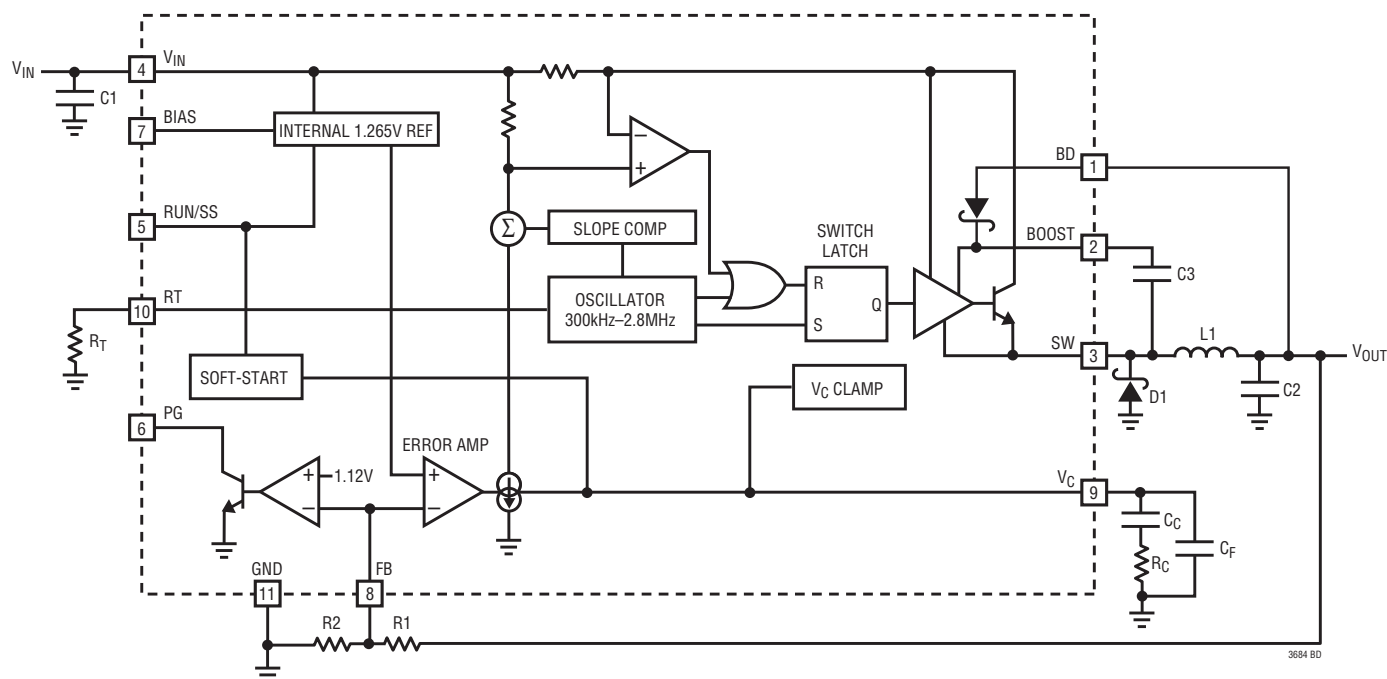 VIN
4
VIN
C1
7
BIAS
INTERNAL 1.265V REF
5
RUN/SS
10
RT
RT
SOFT-START
6
PG
1.12V
+
–
ERROR AMP
+
–
–
+
Σ
SLOPE COMP
OSCILLATOR
300kHz–2.8MHz
SWITCH
LATCH
R
S
Q
VC CLAMP
BD
1
BOOST
2
C3
SW
3
L1
D1
C2
VOUT
VC
9
CC
RC
CF
GND
11
FB
8
R2
R1
3684 BD